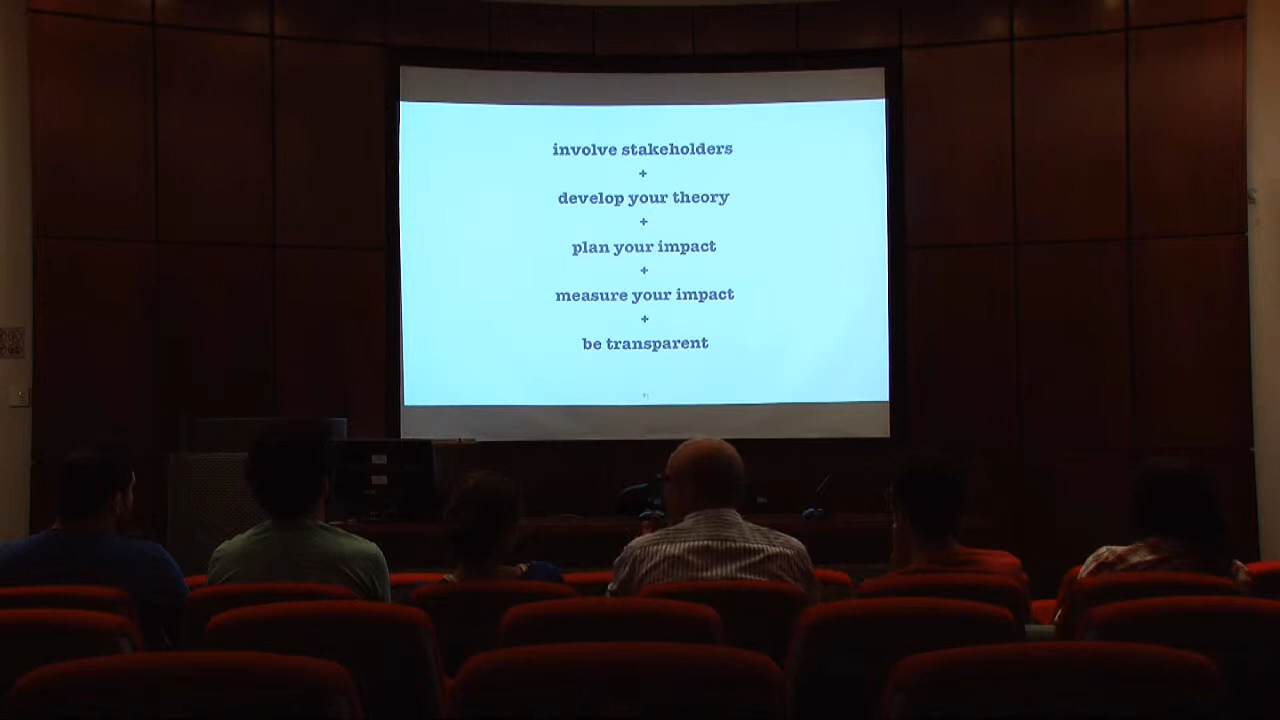 involve stakeholders
+
develop your theory
+
plan your impact
+
measure your impact
+
be transparent